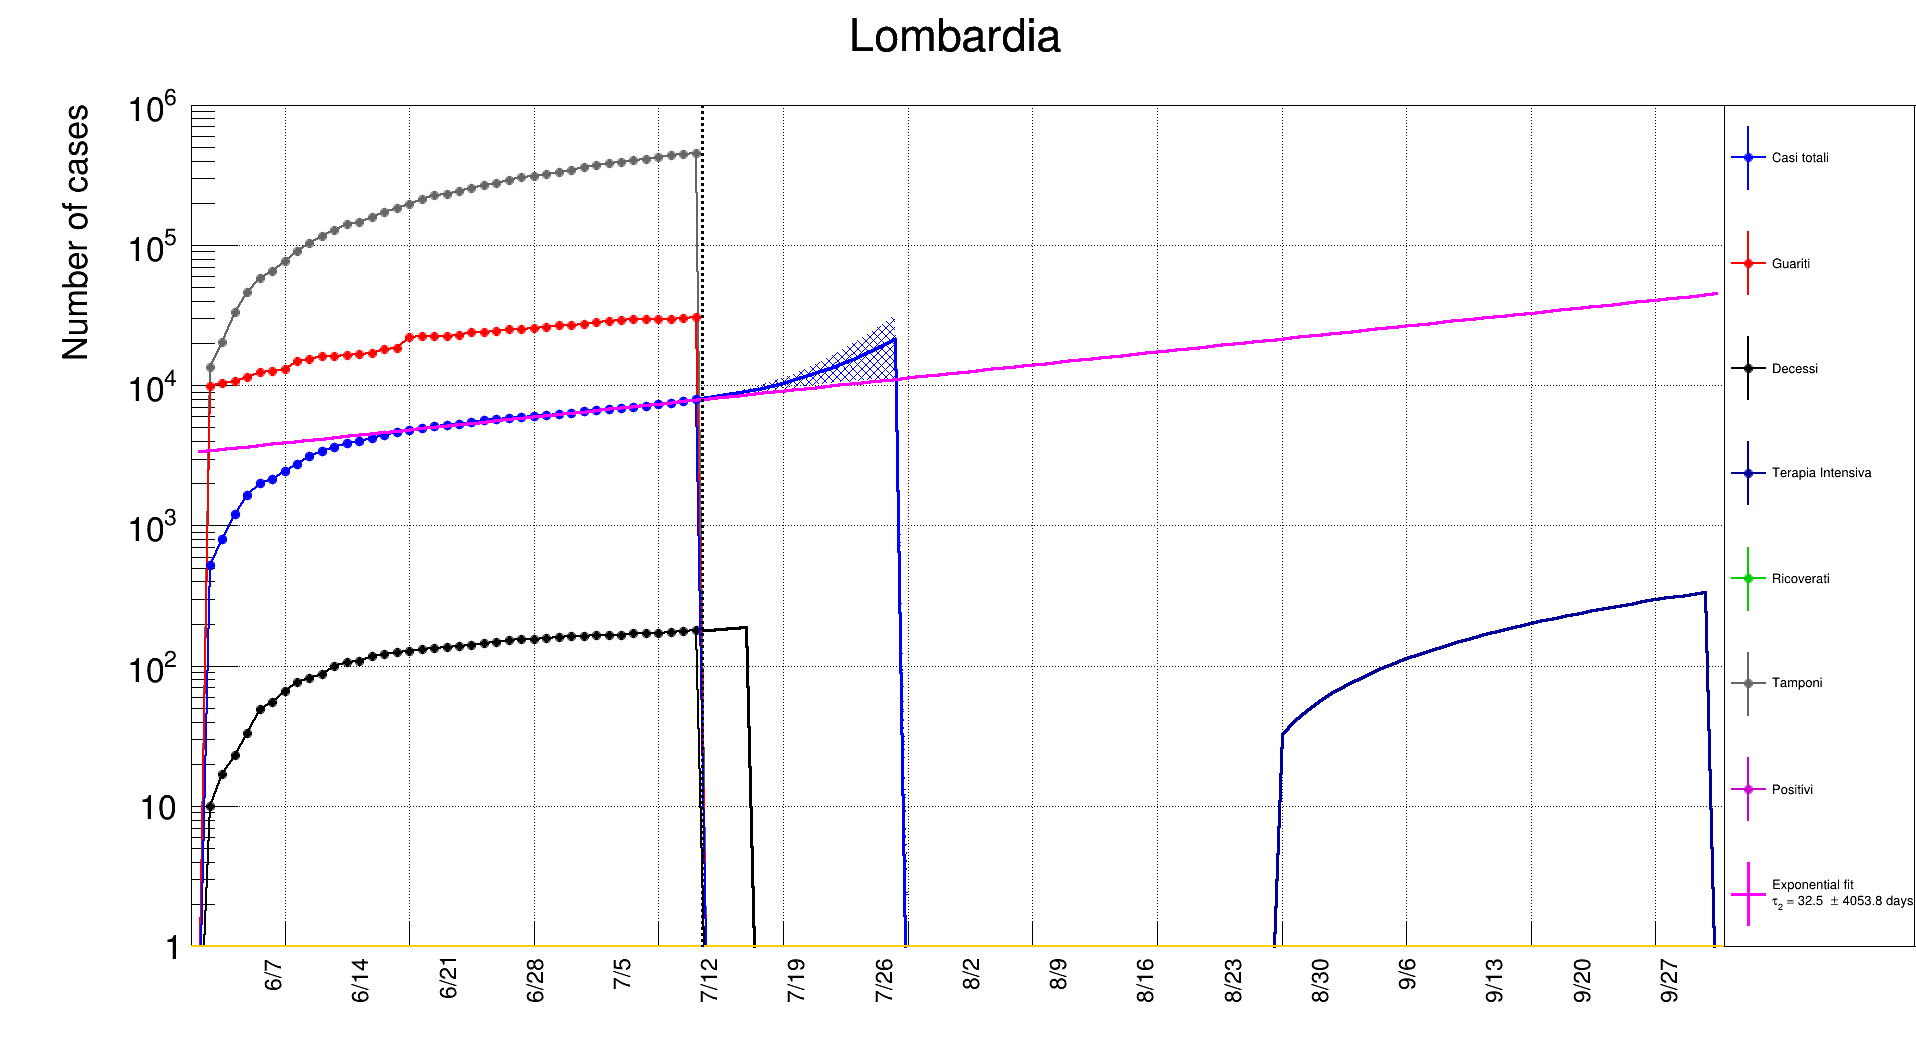 Lombardia
Number of cases
10^6
10^5
10^4
10^3
10^2
10
1
6/7
6/14
6/21
6/28
7/5
7/12
7/19
7/26
8/2
8/9
8/16
8/23
8/30
9/6
9/13
9/20
9/27
Casi totali
Guariti
Decessi
Terapia Intensiva
Ricoverati
Tamponi
Positivi
Exponential fit
τ₂ = 32.5 ± 4053.8 days